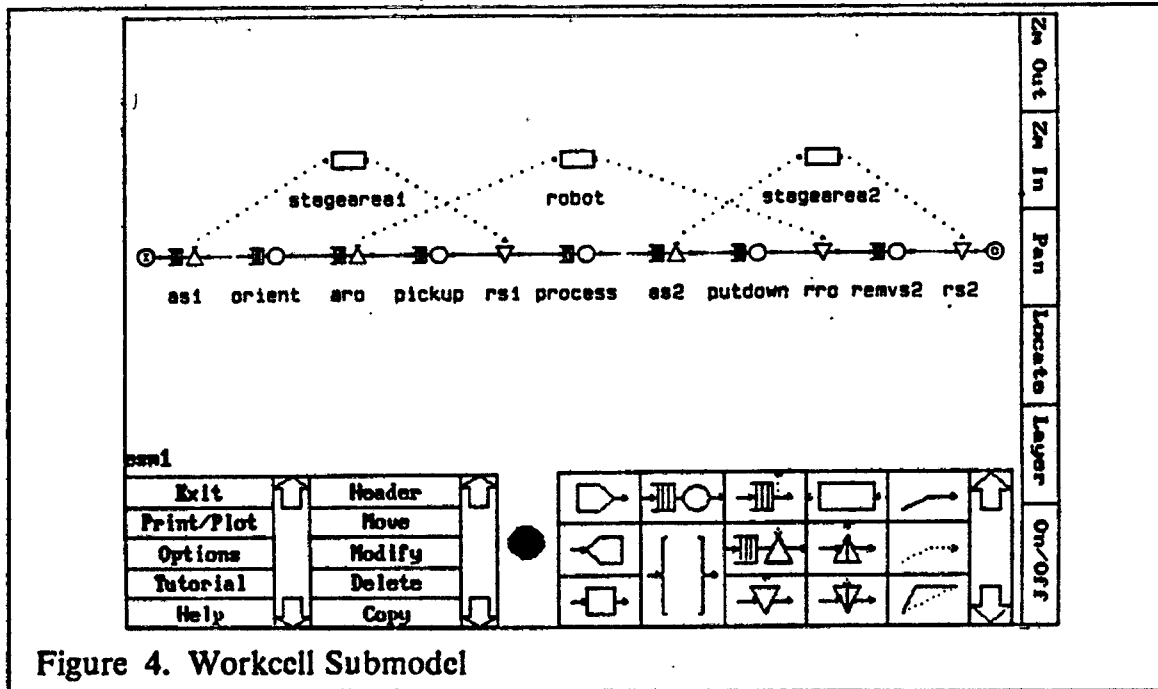 Zm Out
Zm In
Pan
Locate
Layer
On/Off
stagearea1 robot stagearea2
I O
as1 orient aro pickup rs1 process as2 putdown rro remvs2 rs2
Exit Header
Print/Plot Move
Options Modify
Tutorial Delete
Help Copy
Figure 4. Workcell Submodel